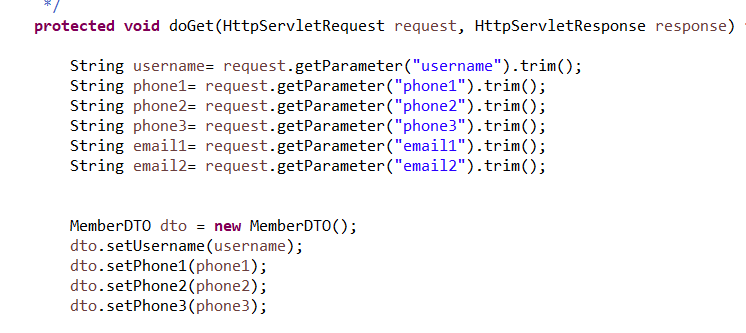 */
protected void doGet(HttpServletRequest request, HttpServletResponse response)
String username= request.getParameter("username").trim();
String phone1= request.getParameter("phone1").trim();
String phone2= request.getParameter("phone2").trim();
String phone3= request.getParameter("phone3").trim();
String email1= request.getParameter("email1").trim();
String email2= request.getParameter("email2").trim();
MemberDTO dto = new MemberDTO();
dto.setUsername(username);
dto.setPhone1(phone1);
dto.setPhone2(phone2);
dto.setPhone3(phone3);